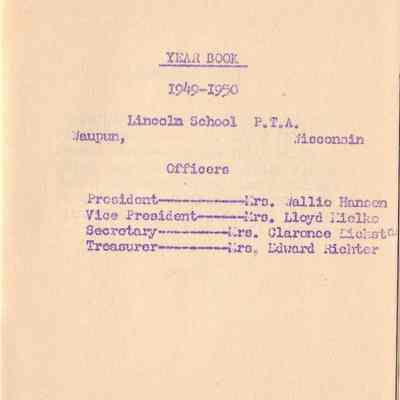 YEAR BOOK
1949-1950
Lincoln School P.T.A.
Waupun, Wisconsin
Officers
President----------Mrs. Wallie Hanson
Vice President------Mrs. Lloyd Mielke
Secretary---------Mrs. Clarence
Treasurer---------Mrs. Edward Richter